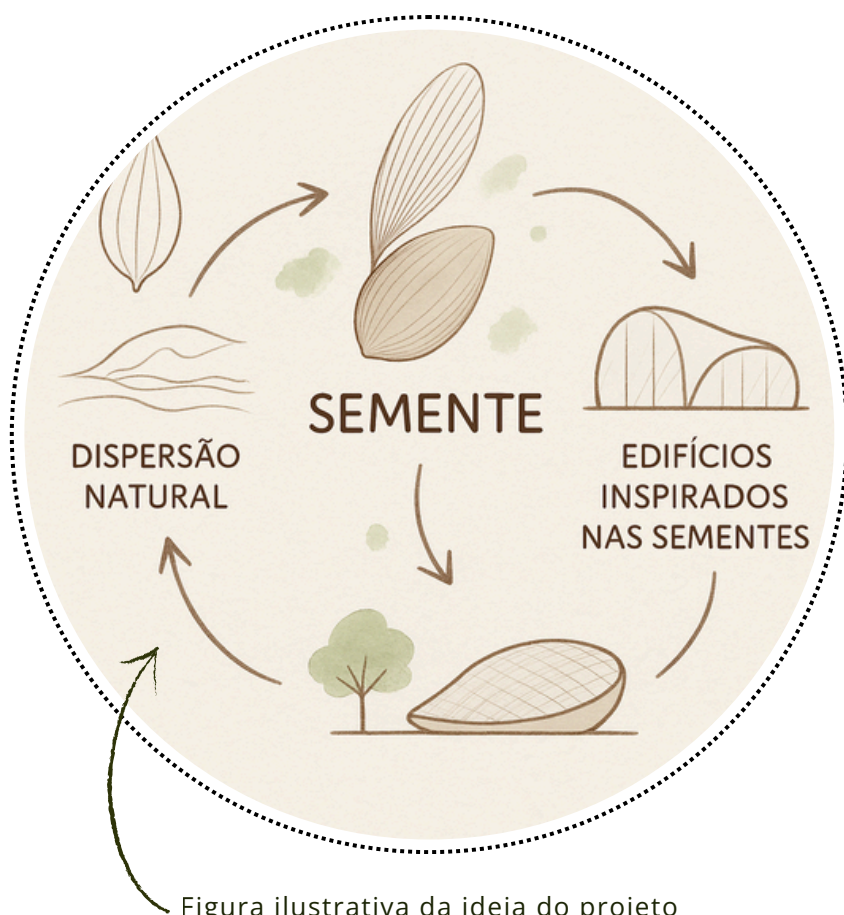 SEMENTE
DISPERSÃO
NATURAL
EDIFÍCIOS
INSPIRADOS
NAS SEMENTES
Figura ilustrativa da ideia do projeto